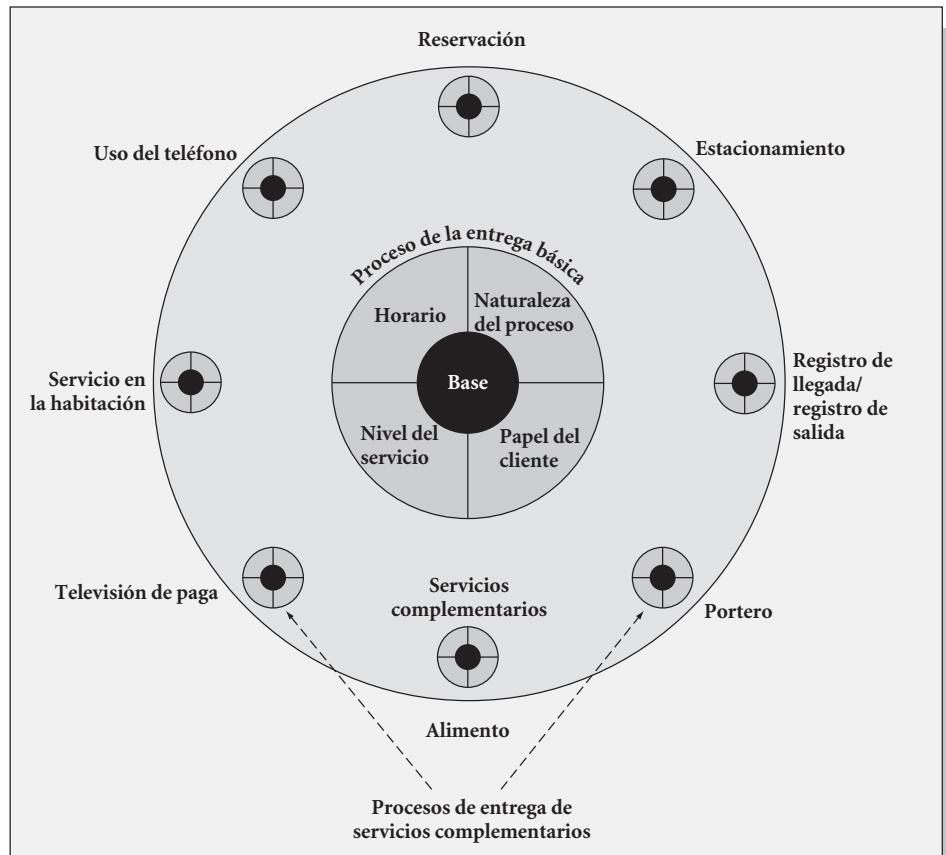 Reservación
Uso del teléfono
Estacionamiento
Proceso de la entrega básica
Horario
Naturaleza
del proceso
Base
Servicio en
la habitación
Registro de
llegada/
registro de
salida
Nivel del
servicio
Papel del
cliente
Televisión de paga
Servicios
complementarios
Portero
Alimento
Procesos de entrega de
servicios complementarios